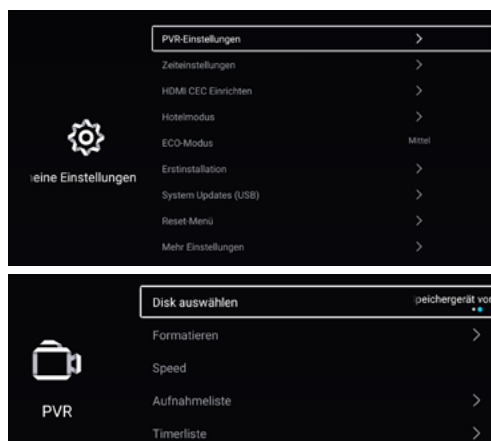 PVR-Einstellungen
Zeiteinstellungen
HDMI CEC Einrichten
Hotelmodus
ECO-Modus Mittel
Erstinstallation
eine Einstellungen
System Updates (USB)
Reset-Menü
Mehr Einstellungen
Disk auswählen peichergerät vor
Formatieren
Speed
Aufnahmeliste
PVR
Timerliste